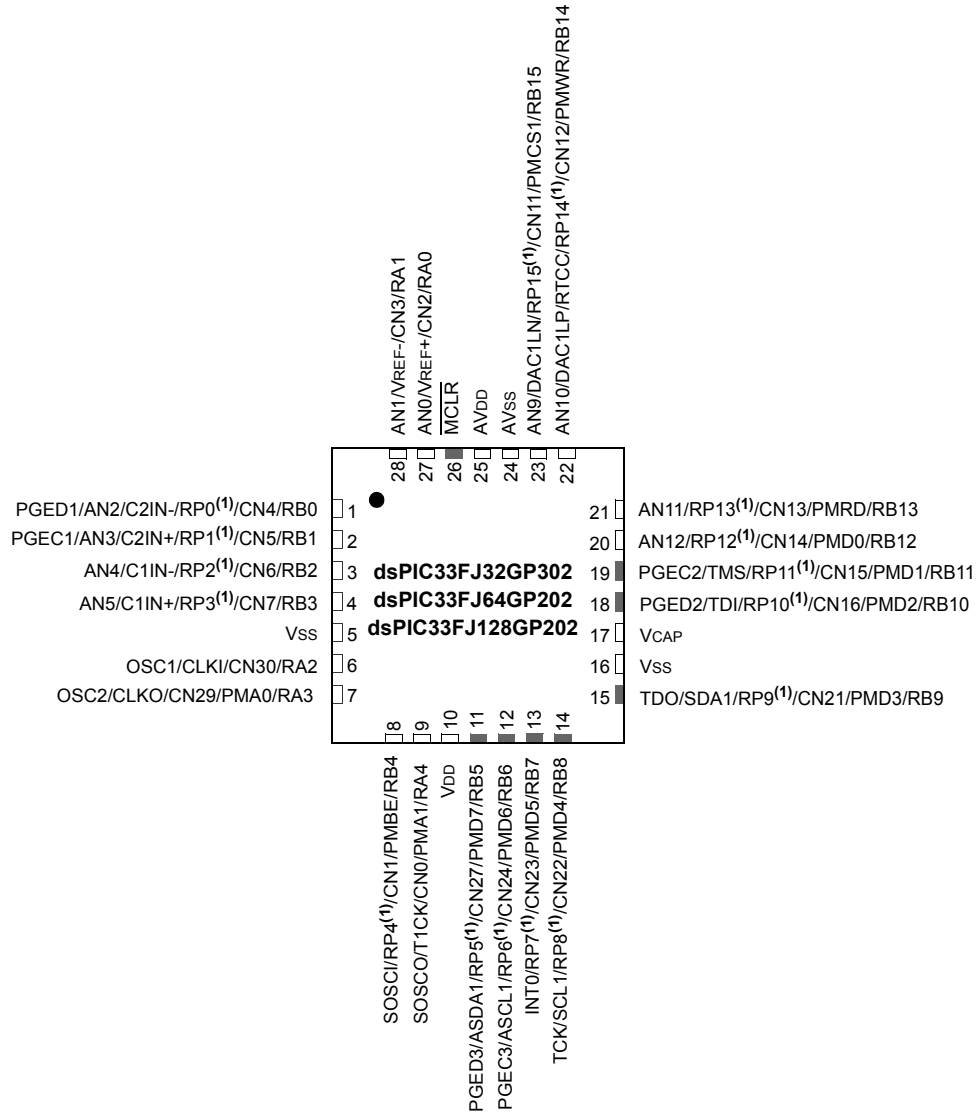 AN1/VREF-/CN3/RA1
AN0/VREF+/CN2/RA0
MCLR
AVDD
AVSS
AN9/DAC1LN/RP15(1)/CN11/PMCS1/RB15
AN10/DAC1LP/RTCC/RP14(1)/CN12/PMWR/RB14
28
27
26
25
24
23
22
PGED1/AN2/C2IN-/RP0(1)/CN4/RB0 1
PGEC1/AN3/C2IN+/RP1(1)/CN5/RB1 2
AN4/C1IN-/RP2(1)/CN6/RB2 3
AN5/C1IN+/RP3(1)/CN7/RB3 4
VSS 5
OSC1/CLKI/CN30/RA2 6
OSC2/CLKO/CN29/PMA0/RA3 7
dsPIC33FJ32GP302
dsPIC33FJ64GP202
dsPIC33FJ128GP202
21 AN11/RP13(1)/CN13/PMRD/RB13
20 AN12/RP12(1)/CN14/PMD0/RB12
19 PGEC2/TMS/RP11(1)/CN15/PMD1/RB11
18 PGED2/TDI/RP10(1)/CN16/PMD2/RB10
17 VCAP
16 VSS
15 TDO/SDA1/RP9(1)/CN21/PMD3/RB9
8
9
10
11
12
13
14
SOSCI/RP4(1)/CN1/PMBE/RB4
SOSCO/T1CK/CN0/PMA1/RA4
VDD
PGED3/ASDA1/RP5(1)/CN27/PMD7/RB5
PGEC3/ASCL1/RP6(1)/CN24/PMD6/RB6
INT0/RP7(1)/CN23/PMD5/RB7
TCK/SCL1/RP8(1)/CN22/PMD4/RB8